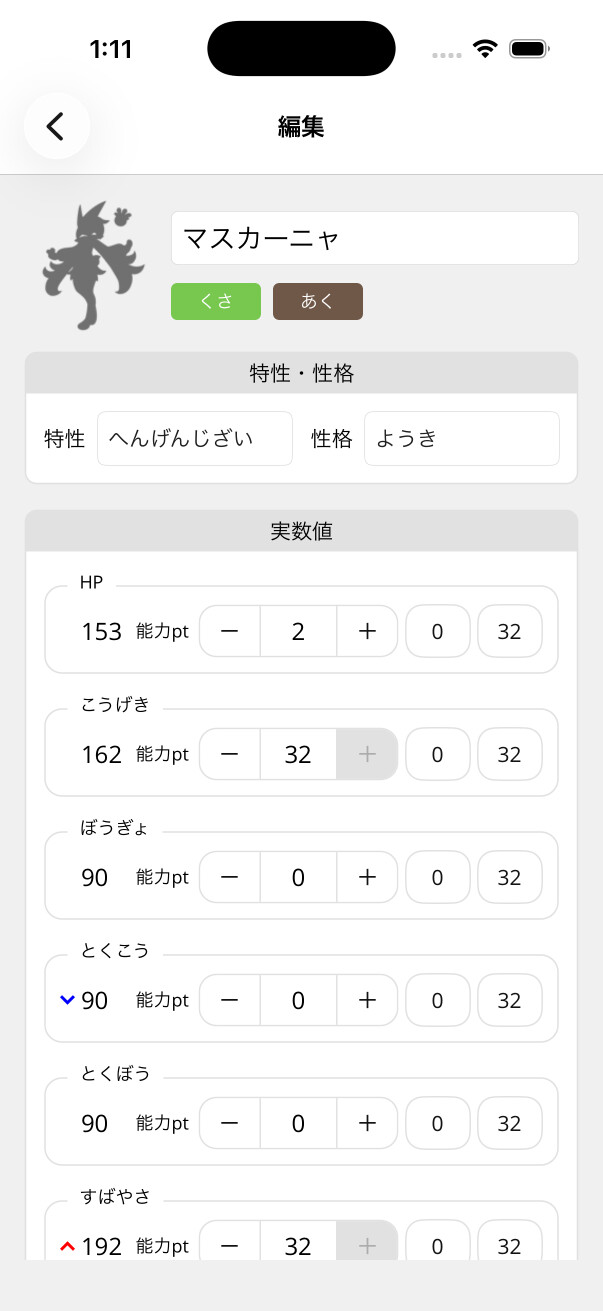 1:11
編集
マスカーニャ
くさ あく
特性・性格
特性 へんげんじざい 性格 ようき
実数値
HP
153 能力pt − 2 + 0 32
こうげき
162 能力pt − 32 + 0 32
ぼうぎょ
90 能力pt − 0 + 0 32
とくこう
90 能力pt − 0 + 0 32
とくぼう
90 能力pt − 0 + 0 32
すばやさ
192 能力pt − 32 + 0 32